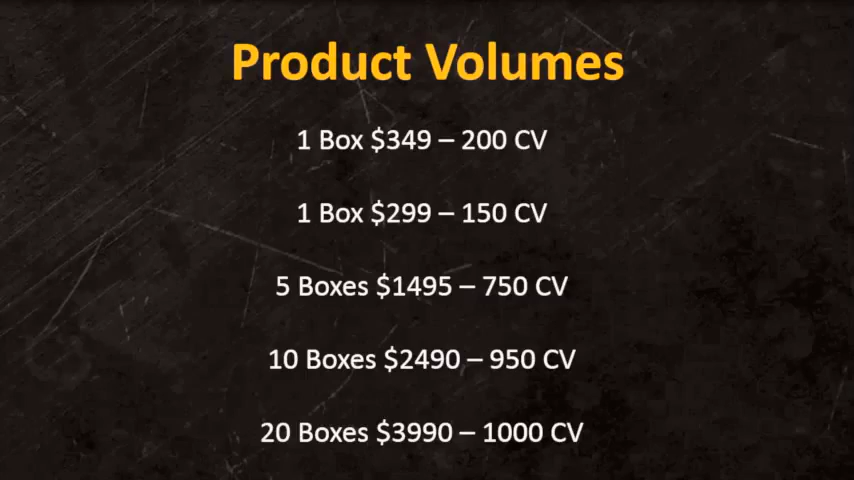 Product Volumes
1 Box $349 – 200 CV
1 Box $299 – 150 CV
5 Boxes $1495 – 750 CV
10 Boxes $2490 – 950 CV
20 Boxes $3990 – 1000 CV